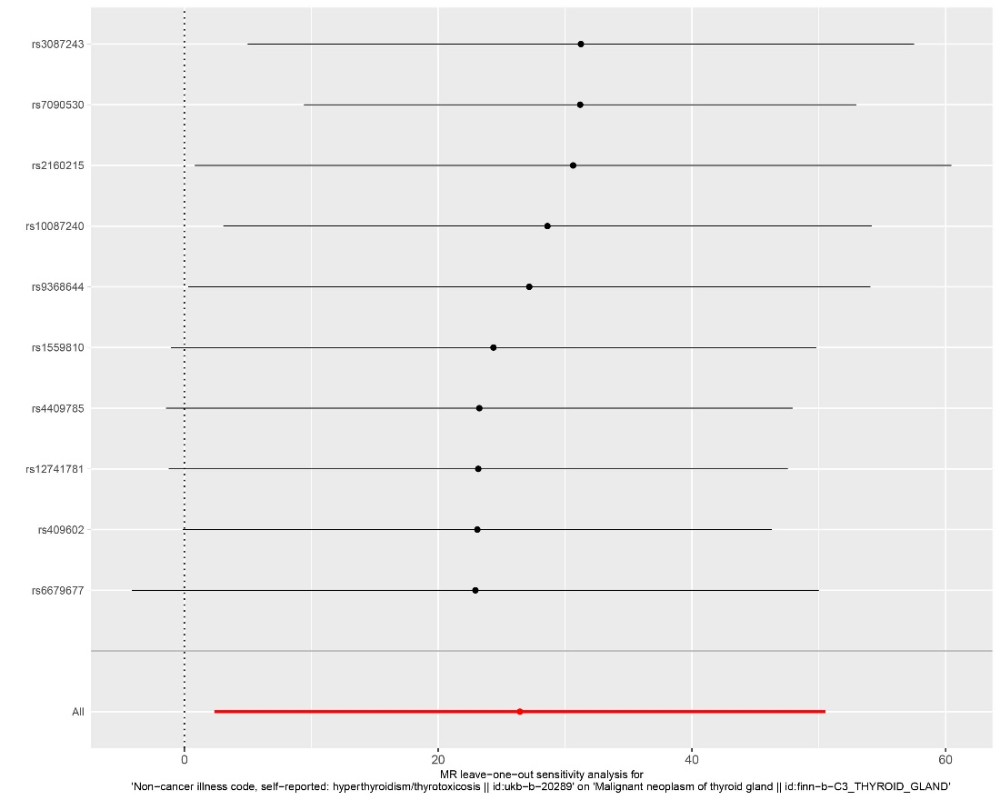 rs3087243
rs7090530
rs2160215
rs10087240
rs9368644
rs1559810
rs4409785
rs12741781
rs409602
rs6679677
All
0 20 40 60
MR leave−one−out sensitivity analysis for
'Non−cancer illness code, self−reported: hyperthyroidism/thyrotoxicosis || id:ukb−b−20289' on 'Malignant neoplasm of thyroid gland || id:finn−b−C3_THYROID_GLAND'